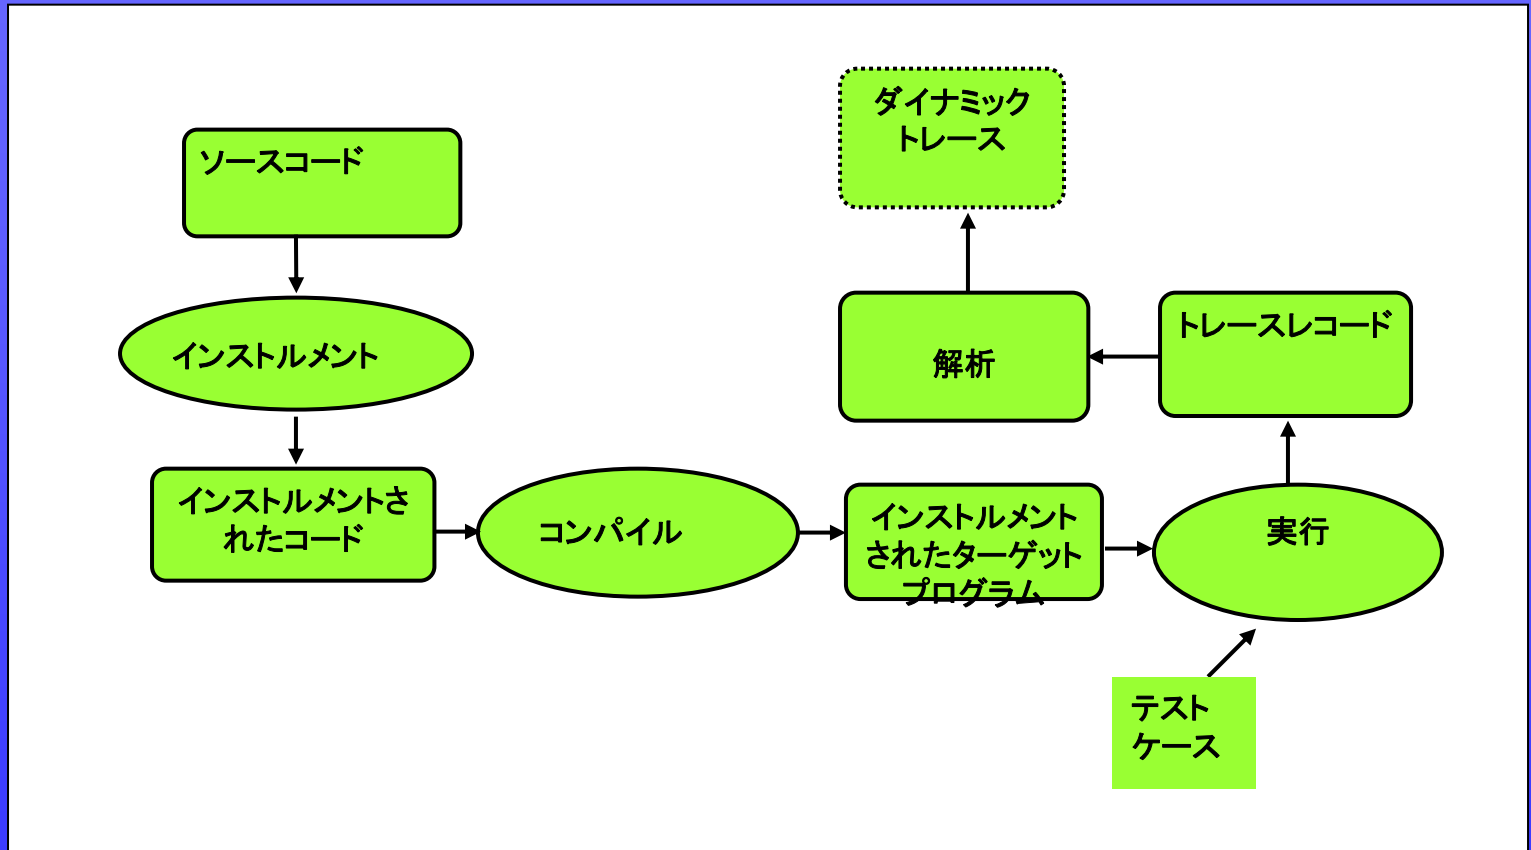 ダイナミック
トレース
ソースコード
インストルメント
解析
トレースレコード
インストルメントさ
れたコード
コンパイル
インストルメント
されたターゲット
プログラム
実行
テスト
ケース